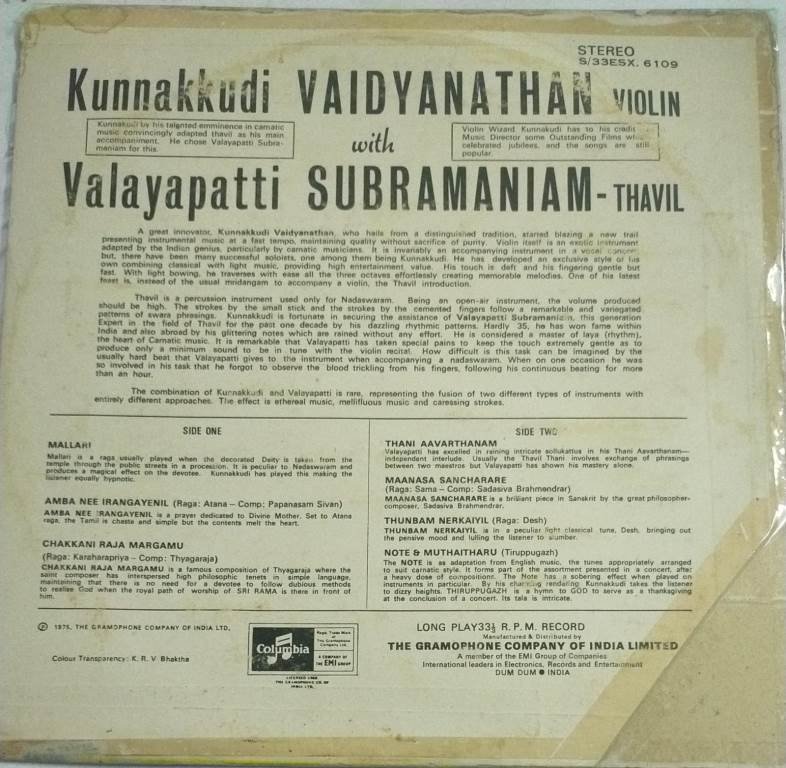 STEREO
S/33ESX. 6109
Kunnakkudi VAIDYANATHAN VIOLIN
Kunnakudi by his talented emminence in carnatic
music convincingly adapted thavil as his main
accompaniment. He chose Valayapatti Subra-
maniam for this.
with
Violin Wizard Kunnakudi has to his credit
Music Director some Outstanding Films
celebrated jubilees, and the songs are still
popular.
Valayapatti SUBRAMANIAM-THAVIL
A great innovator, Kunnakkudi Vaidyanathan, who hails from a distinguished tradition, started blazing a new trail
presenting instrumental music at a fast tempo, maintaining quality without sacrifice of purity. Violin itself is an exotic instrument
adapted by the Indian genius, particularly by carnatic musicians. It is invariably an accompanying instrument in a vocal concert
but, there have been many successful soloists, one among them being Kunnakkudi. He has developed an exclusive style of his
own combining classical with light music, providing high entertainment value. His touch is deft and his fingering gentle but
fast. With light bowing, he traverses with ease all the three octaves effortlessly creating memorable melodies. One of his latest
feast is, instead of the usual mridangam to accompany a violin, the Thavil introduction.
Thavil is a percussion instrument used only for Nadaswaram. Being an open-air instrument, the volume produced
should be high. The strokes by the small stick and the strokes by the cemented fingers follow a remarkable and variegated
patterns of swara phrasings. Kunnakkudi is fortunate in securing the assistance of Valayapatti Subramaniam, this generation
Expert in the field of Thavil for the past one decade by his dazzling rhythmic patterns. Hardly 35, he has won fame within
India and also abroad by his glittering notes which are rained without any effort. He is considered a master of laya (rhythm),
the heart of Carnatic music. It is remarkable that Valayapatti has taken special pains to keep the touch extremely gentle as to
produce only a minimum sound to be in tune with the violin recital. How difficult is this task can be imagined by the
usually hard beat that Valayapatti gives to the instrument when accompanying a nadaswaram. When on one occasion he was
so involved in his task that he forgot to observe the blood trickling from his fingers, following his continuous beating for more
than an hour.
The combination of Kunnakkudi and Valayapatti is rare, representing the fusion of two different types of instruments with
entirely different approaches. The effect is ethereal music, mellifluous music and caressing strokes.
SIDE ONE
MALLARI
Mallari is a raga usually played when the decorated Deity is taken from the
temple through the public streets in a procession. It is peculiar to Nadaswaram and
produces a magical effect on the devotee. Kunnakkudi has played this making the
listener equally hypnotic.
AMBA NEE IRANGAYENIL (Raga: Atana - Comp: Papanasam Sivan)
AMBA NEE IRANGAYENIL is a prayer dedicated to Divine Mother. Set to Atana
raga, the Tamil is chaste and simple but the contents melt the heart.
CHAKKANI RAJA MARGAMU
(Raga: Karaharapriya - Comp: Thyagaraja)
CHAKKANI RAJA MARGAMU is a famous composition of Thyagaraja where the
saint composer has interspersed high philosophic tenets in simple language,
maintaining that there is no need for a devotee to follow dubious methods
to realise God when the royal path of worship of SRI RAMA is there in front of
him.
SIDE TWO
THANI AAVARTHANAM
Valayapatti has excelled in raining intricate sollukattus in his Thani Aavarthanam—
independent interlude. Usually the Thavil Thani involves exchange of phrasings
between two maestros but Valayapatti has shown his mastery alone.
MAANASA SANCHARARE
(Raga: Sama - Comp: Sadasiva Brahmendrar)
MAANASA SANCHARARE is a brilliant piece in Sanskrit by the great philosopher-
composer, Sadasiva Brahmendrar.
THUNBAM NERKAIYIL (Raga: Desh)
THUNBAM NERKAIYIL is in a peculiar light classical tune, Desh, bringing out
the pensive mood and lulling the listener to slumber.
NOTE & MUTHAITHARU (Tiruppugazh)
The NOTE is as adaptation from English music, the tunes appropriately arranged
to suit carnatic style. It forms part of the assortment presented in a concert, after
a heavy dose of compositions. The Note has a sobering effect when played on
instruments in particular. By his charming rendering Kunnakkudi takes the listener
to dizzy heights. THIRUPPUGAZH is a hymn to GOD to serve as a thanksgiving
at the conclusion of a concert. Its tala is intricate.
Ⓟ 1975, THE GRAMOPHONE COMPANY OF INDIA LTD.
Colour Transparency: K. R. V Bhaktha
Columbia
Regd. Trade Mark
of The
Gramophone
Company Ltd.
A COMPANY OF
THE EMI GROUP
LICENSED USER
THE GRAMOPHONE CO. OF
INDIA LTD.
LONG PLAY 33⅓ R. P. M. RECORD
Manufactured & Distributed by
THE GRAMOPHONE COMPANY OF INDIA LIMITED
A member of the EMI Group of Companies
International leaders in Electronics, Records and Entertainment
DUM DUM ● INDIA